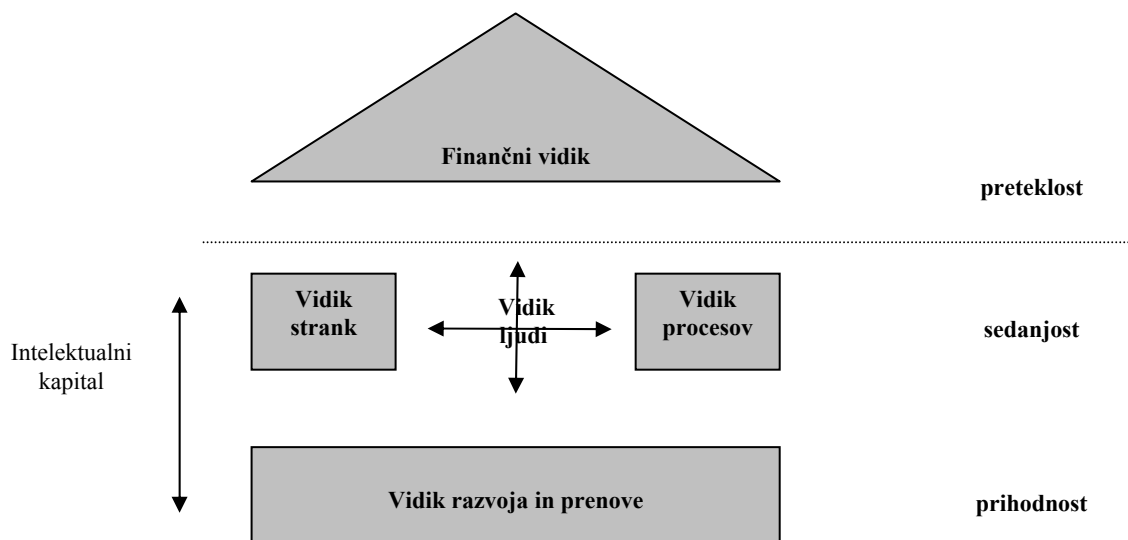 Finančni vidik
preteklost
Vidik
strank
Vidik
ljudi
Vidik
procesov
sedanjost
Intelektualni
kapital
Vidik razvoja in prenove
prihodnost